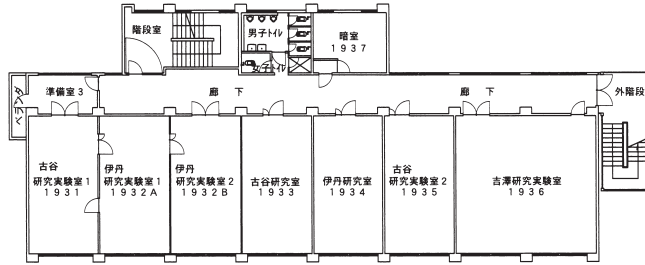 階段室
男子トイレ
暗室
1937
女子トイレ
ベランダ
準備室3
廊下
廊下
外階段
古谷
研究実験室1
1931
伊丹
研究実験室1
1932A
伊丹
研究実験室2
1932B
古谷研究室
1933
伊丹研究室
1934
古谷
研究実験室2
1935
吉澤研究実験室
1936